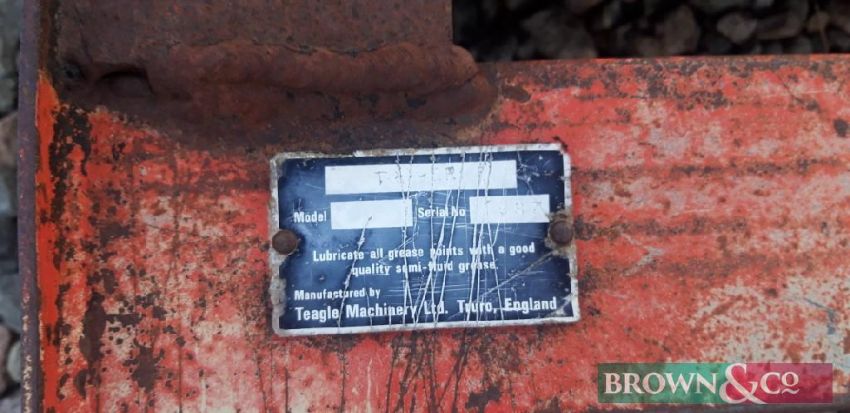 Model Serial No
Lubricate all grease points with a good
quality semi-fluid grease.
Manufactured by
Teagle Machinery Ltd. Truro, England
BROWN&CO